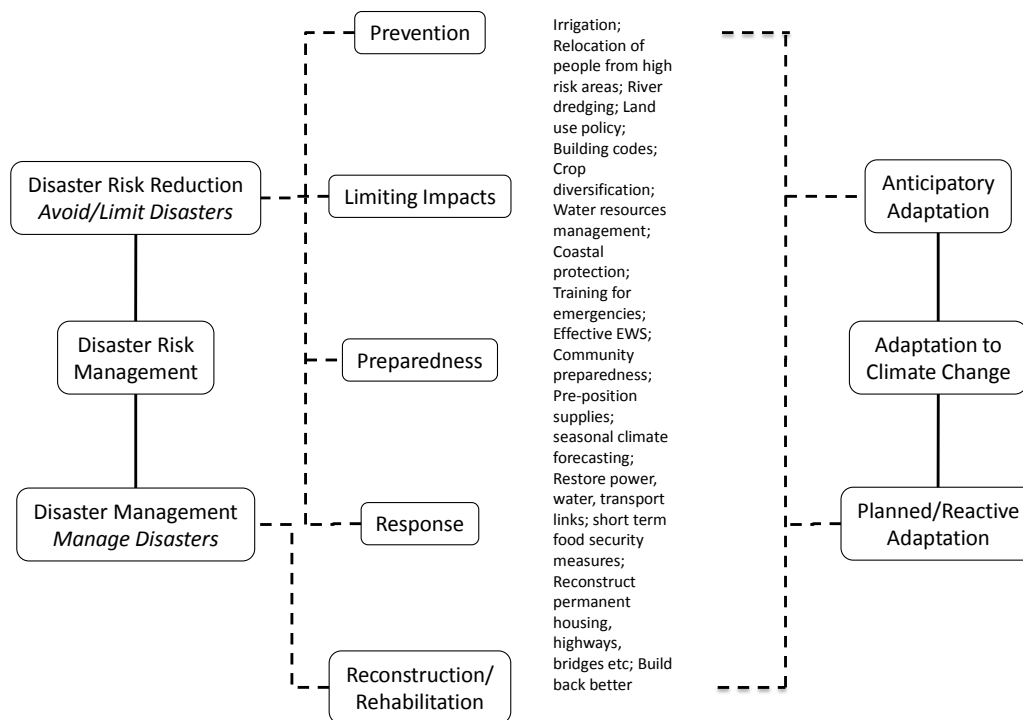 Prevention
Disaster Risk Reduction
Avoid/Limit Disasters
Limiting Impacts
Disaster Risk
Management
Preparedness
Disaster Management
Manage Disasters
Response
Reconstruction/
Rehabilitation
Irrigation;
Relocation of
people from high
risk areas; River
dredging; Land
use policy;
Building codes;
Crop
diversification;
Water resources
management;
Coastal
protection;
Training for
emergencies;
Effective EWS;
Community
preparedness;
Pre-position
supplies;
seasonal climate
forecasting;
Restore power,
water, transport
links; short term
food security
measures;
Reconstruct
permanent
housing,
highways,
bridges etc; Build
back better
Anticipatory
Adaptation
Adaptation to
Climate Change
Planned/Reactive
Adaptation